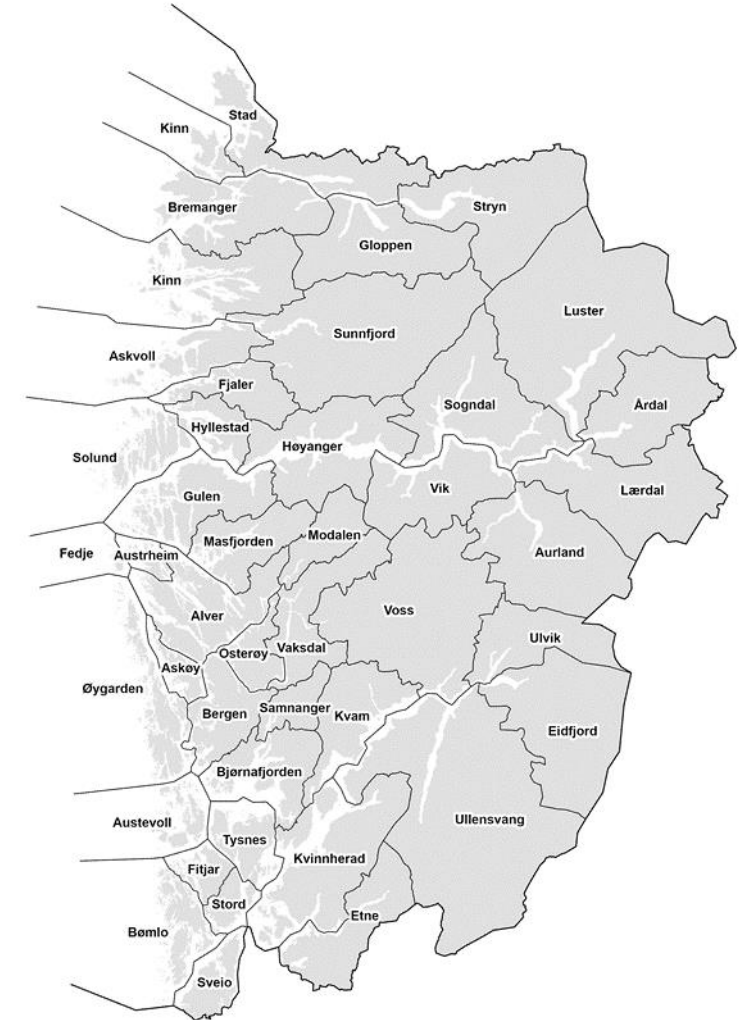 Stad
Kinn
Bremanger
Stryn
Gloppen
Kinn
Luster
Sunnfjord
Askvoll
Fjaler
Sogndal
Årdal
Hyllestad
Høyanger
Solund
Vik
Lærdal
Gulen
Modalen
Masfjorden
Fedje
Austrheim
Aurland
Voss
Alver
Ulvik
Osterøy
Vaksdal
Askøy
Øygarden
Samnanger
Bergen
Kvam
Eidfjord
Bjørnafjorden
Austevoll
Ullensvang
Tysnes
Kvinnherad
Fitjar
Stord
Etne
Bømlo
Sveio